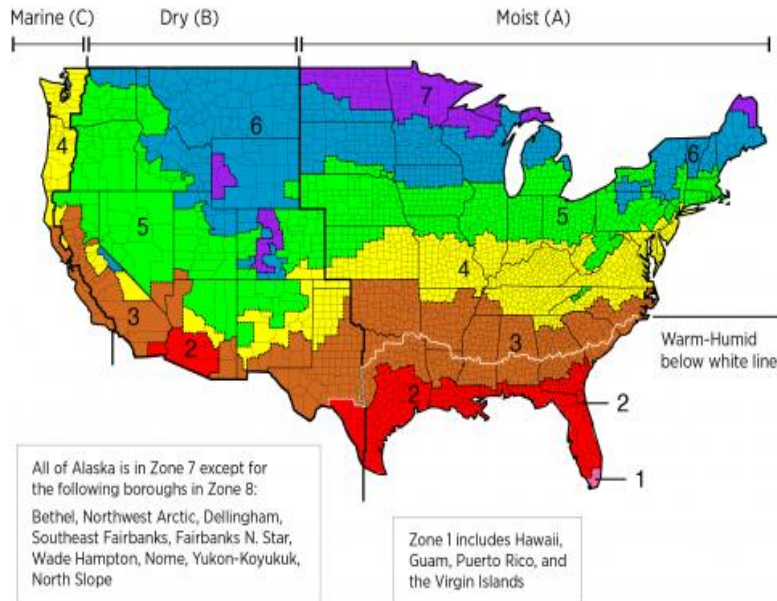 Marine (C) Dry (B) Moist (A)
7
6
4
6
5
5
4
3
3
Warm-Humid
below white line
2
2
2
1
All of Alaska is in Zone 7 except for
the following boroughs in Zone 8:
Bethel, Northwest Arctic, Dellingham,
Southeast Fairbanks, Fairbanks N. Star,
Wade Hampton, Nome, Yukon-Koyukuk,
North Slope
Zone 1 includes Hawaii,
Guam, Puerto Rico, and
the Virgin Islands